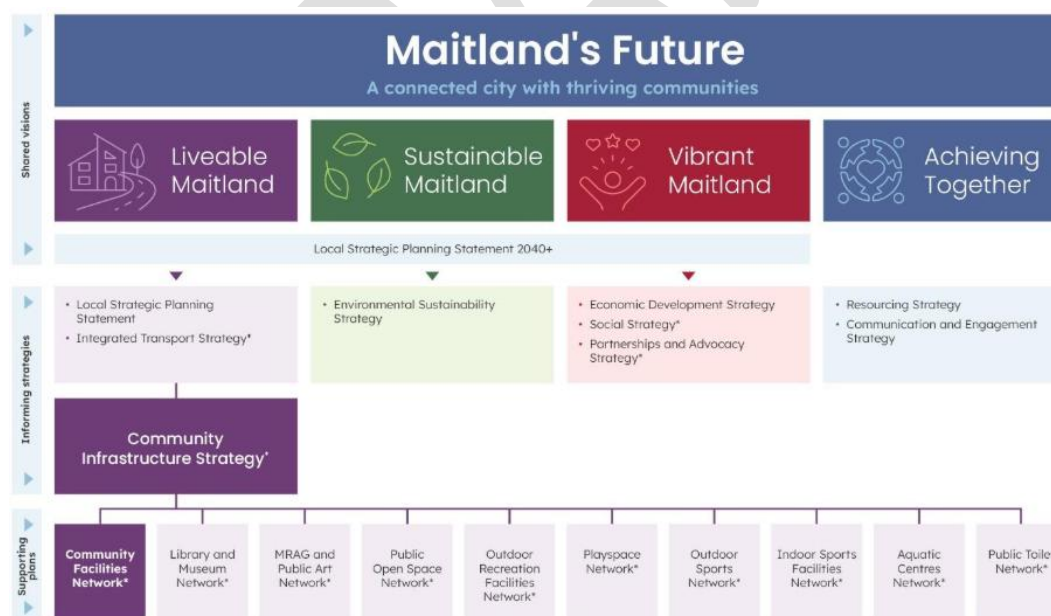 Maitland's Future
A connected city with thriving communities
Shared visions
Liveable
Maitland
Sustainable
Maitland
Vibrant
Maitland
Achieving
Together
Local Strategic Planning Statement 2040+
Informing strategies
• Local Strategic Planning
Statement
• Integrated Transport Strategy*
• Environmental Sustainability
Strategy
• Economic Development Strategy
• Social Strategy*
• Partnerships and Advocacy
Strategy*
• Resourcing Strategy
• Communication and Engagement
Strategy
Community
Infrastructure Strategy*
Supporting
plans
Community
Facilities
Network*
Library and
Museum
Network*
MRAG and
Public Art
Network*
Public
Open Space
Network*
Outdoor
Recreation
Facilities
Network*
Playspace
Network*
Outdoor
Sports
Network*
Indoor Sports
Facilities
Network*
Aquatic
Centres
Network*
Public Toile
Network*